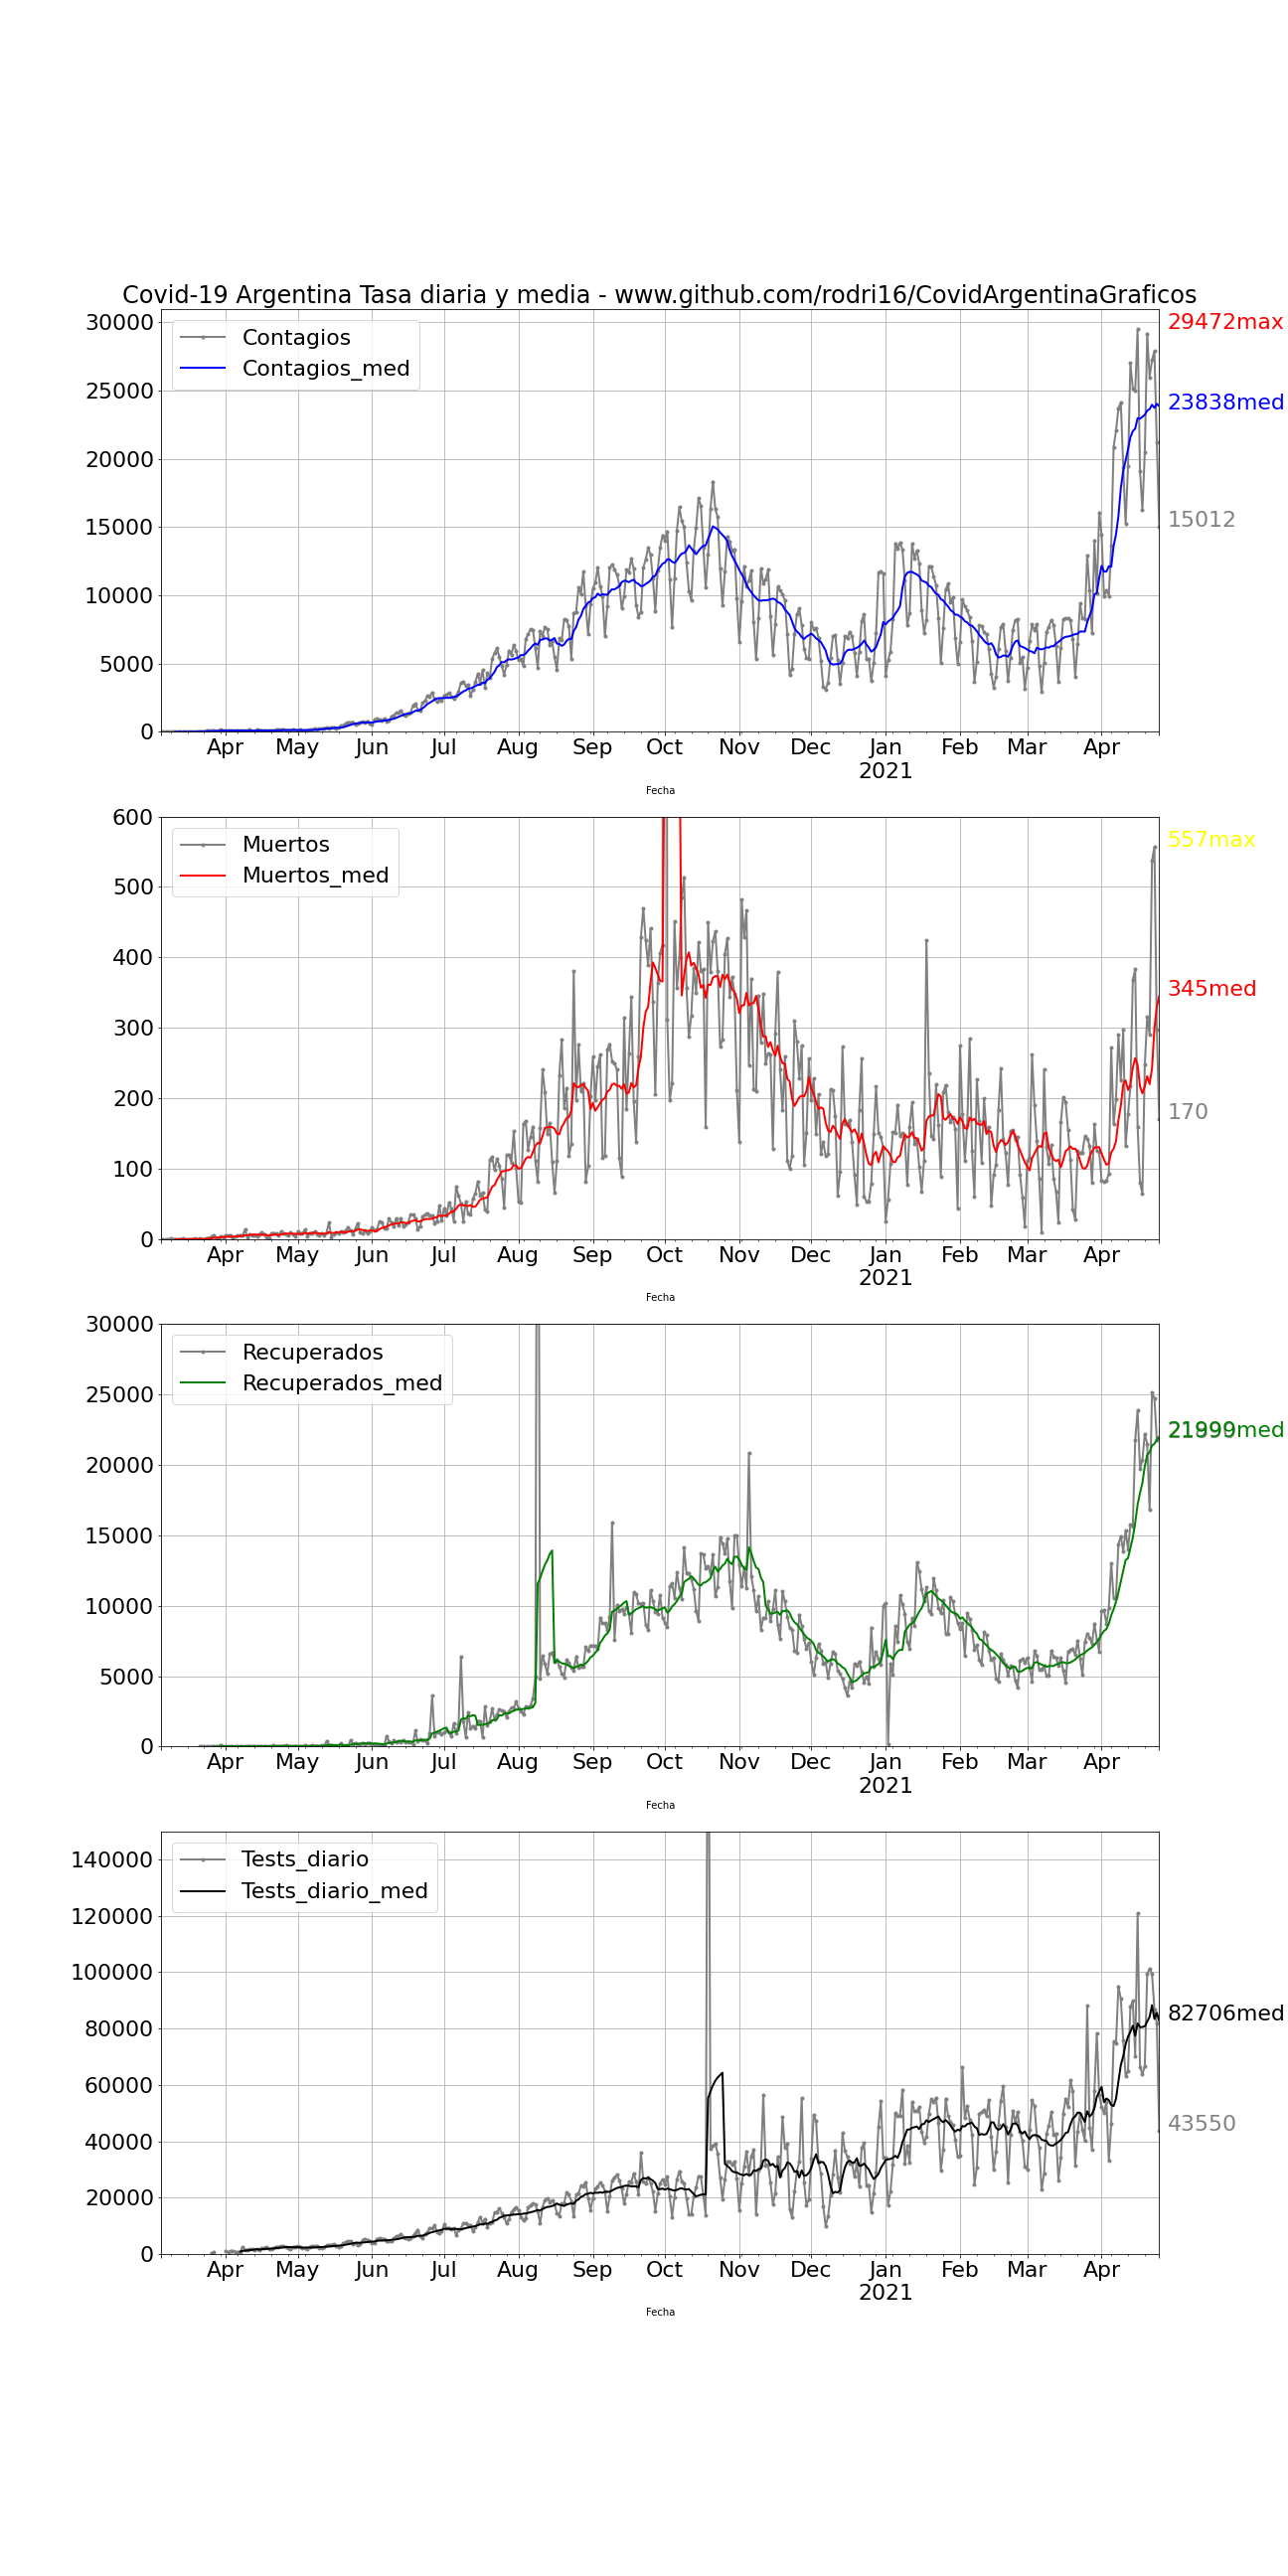 Covid-19 Argentina Tasa diaria y media - www.github.com/rodri16/CovidArgentinaGraficos
30000
25000
20000
15000
10000
5000
0
Contagios
Contagios_med
29472max
23838med
15012
Apr May Jun Jul Aug Sep Oct Nov Dec Jan Feb Mar Apr
2021
Fecha
600
500
400
300
200
100
0
Muertos
Muertos_med
557max
345med
170
Apr May Jun Jul Aug Sep Oct Nov Dec Jan Feb Mar Apr
2021
Fecha
30000
25000
20000
15000
10000
5000
0
Recuperados
Recuperados_med
Apr May Jun Jul Aug Sep Oct Nov Dec Jan Feb Mar Apr
2021
Fecha
140000
120000
100000
80000
60000
40000
20000
0
Tests_diario
Tests_diario_med
82706med
43550
Apr May Jun Jul Aug Sep Oct Nov Dec Jan Feb Mar Apr
2021
Fecha